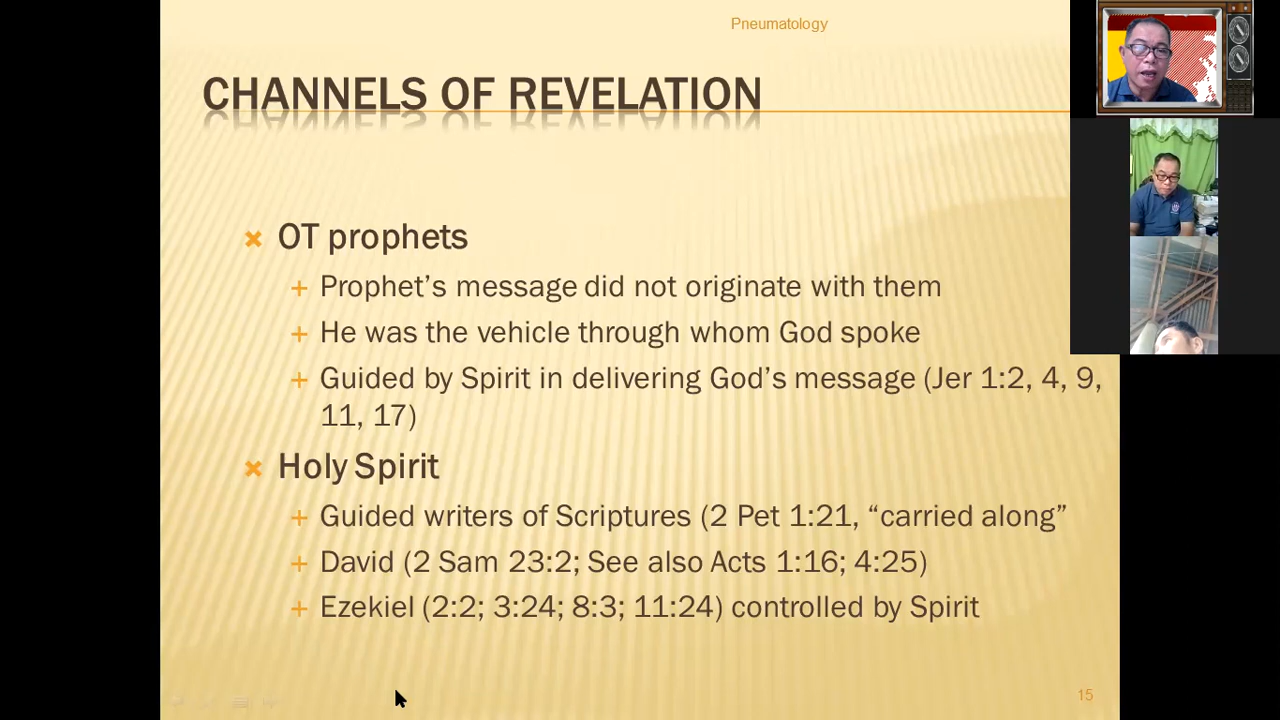 Pneumatology
CHANNELS OF REVELATION
OT prophets
Prophet’s message did not originate with them
He was the vehicle through whom God spoke
Guided by Spirit in delivering God’s message (Jer 1:2, 4, 9,
11, 17)
Holy Spirit
Guided writers of Scriptures (2 Pet 1:21, “carried along”
David (2 Sam 23:2; See also Acts 1:16; 4:25)
Ezekiel (2:2; 3:24; 8:3; 11:24) controlled by Spirit
15